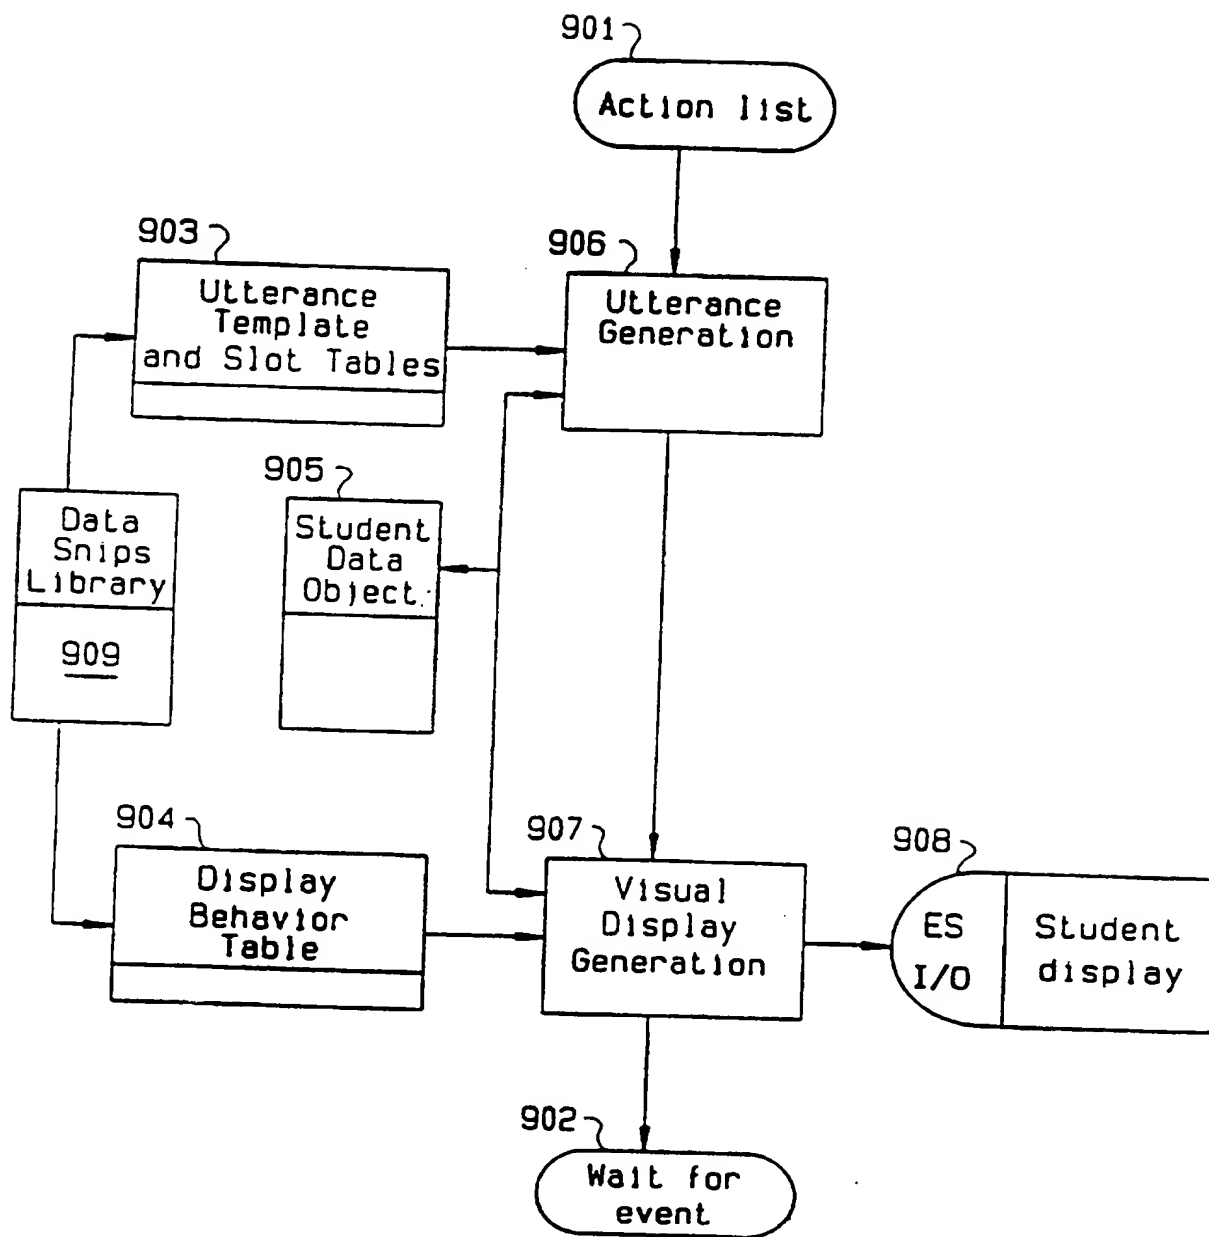 901
Action list
903
Utterance
Template
and Slot Tables
906
Utterance
Generation
905
Student
Data
Object
Data
Snips
Library
909
904
Display
Behavior
Table
907
Visual
Display
Generation
908
ES
I/O
Student
display
902
Wait for
event